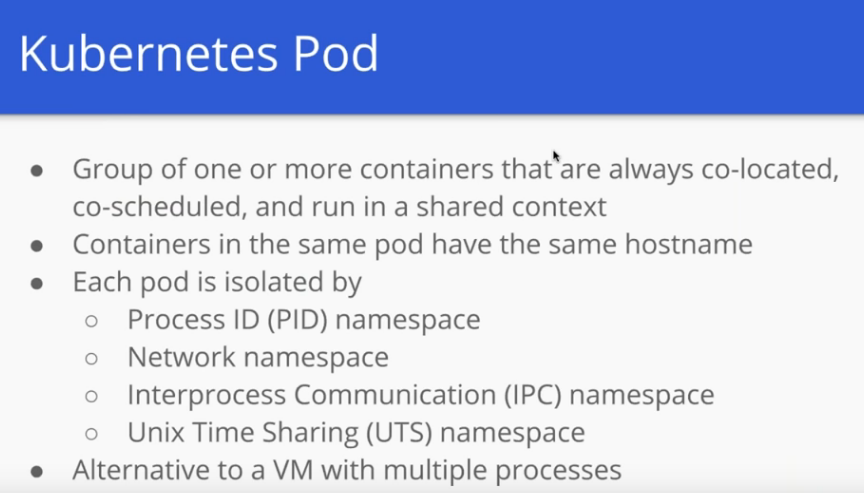 Kubernetes Pod
● Group of one or more containers that are always co-located,
co-scheduled, and run in a shared context
● Containers in the same pod have the same hostname
● Each pod is isolated by
○ Process ID (PID) namespace
○ Network namespace
○ Interprocess Communication (IPC) namespace
○ Unix Time Sharing (UTS) namespace
● Alternative to a VM with multiple processes